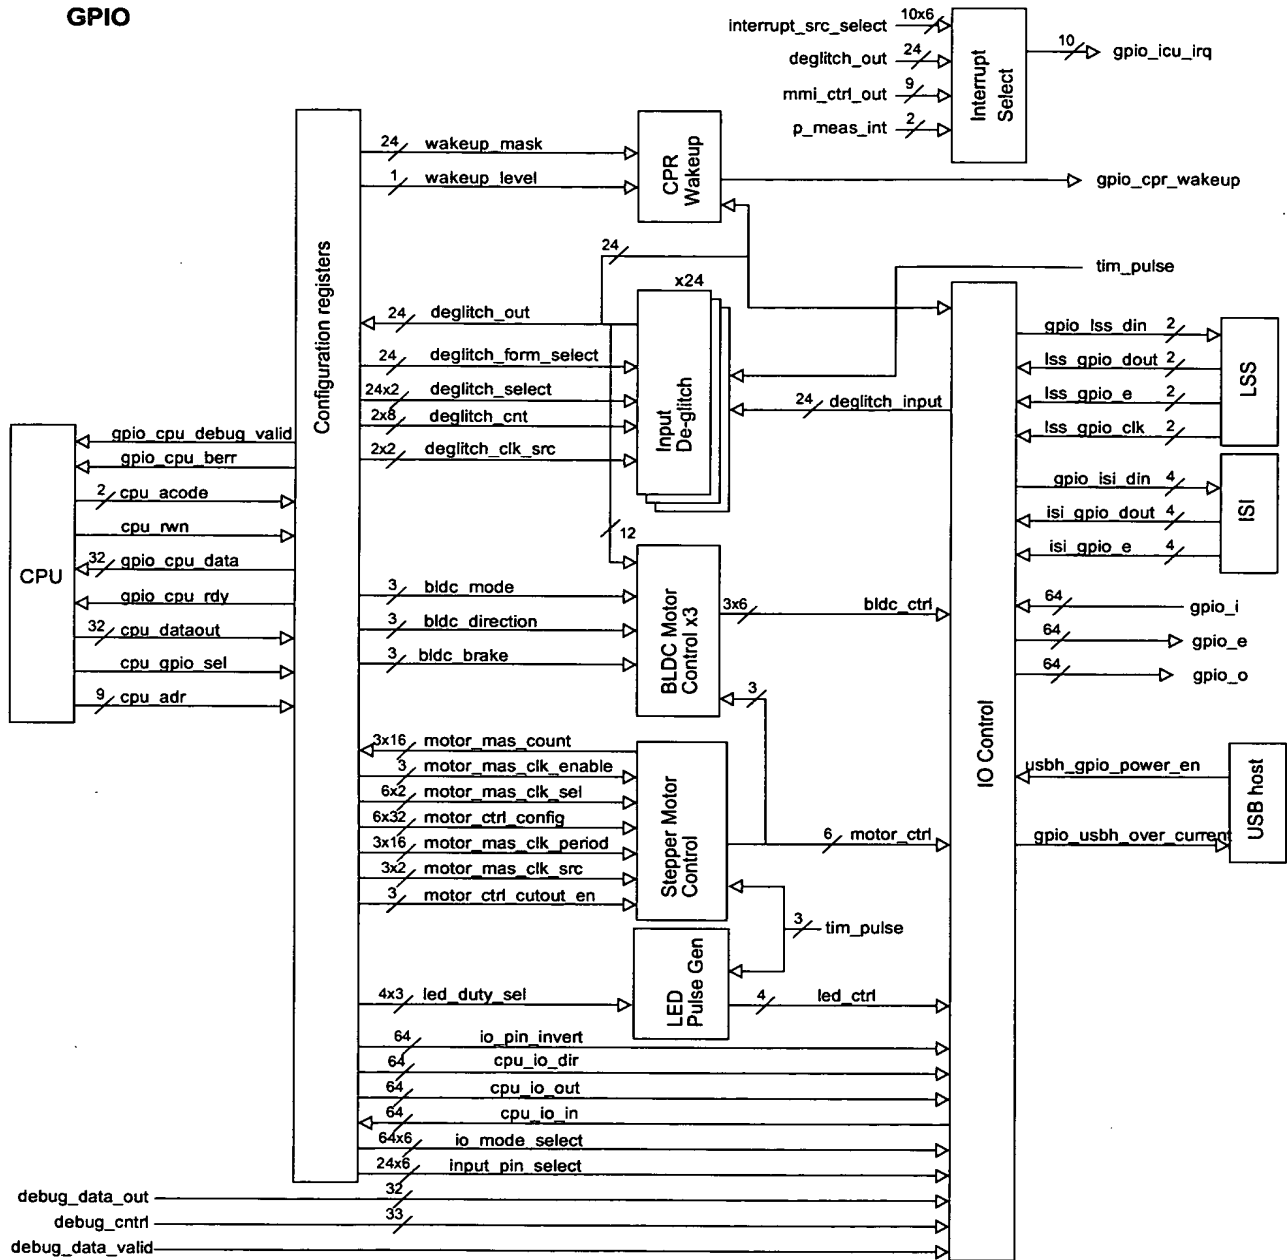 GPIO
interrupt_src_select 10x6
deglitch_out 24
mmi_ctrl_out 9
p_meas_int 2
Interrupt
Select
10 gpio_icu_irq
24 wakeup_mask
1 wakeup_level
CPR
Wakeup
gpio_cpr_wakeup
24
x24
tim_pulse
Configuration registers
24 deglitch_out
24 deglitch_form_select
24x2 deglitch_select
2x8 deglitch_cnt
2x2 deglitch_clk_src
Input
De-glitch
24 deglitch_input
12
gpio_lss_din 2
lss_gpio_dout 2
lss_gpio_e 2
lss_gpio_clk 2
LSS
gpio_isi_din 4
isi_gpio_dout 4
isi_gpio_e 4
ISI
CPU
gpio_cpu_debug_valid
gpio_cpu_berr
2 cpu_acode
cpu_rwn
32 gpio_cpu_data
gpio_cpu_rdy
32 cpu_dataout
cpu_gpio_sel
9 cpu_adr
3 bldc_mode
3 bldc_direction
3 bldc_brake
BLDC Motor
Control x3
3x6 bldc_ctrl
3
64 gpio_i
64 gpio_e
64 gpio_o
IO Control
3x16 motor_mas_count
3 motor_mas_clk_enable
6x2 motor_mas_clk_sel
6x32 motor_ctrl_config
3x16 motor_mas_clk_period
3x2 motor_mas_clk_src
3 motor_ctrl_cutout_en
Stepper Motor
Control
6 motor_ctrl
3 tim_pulse
usbh_gpio_power_en
gpio_usbh_over_current
USB host
4x3 led_duty_sel
LED
Pulse Gen
4 led_ctrl
64 io_pin_invert
64 cpu_io_dir
64 cpu_io_out
64 cpu_io_in
64x6 io_mode_select
24x6 input_pin_select
debug_data_out 32
debug_cntrl 33
debug_data_valid